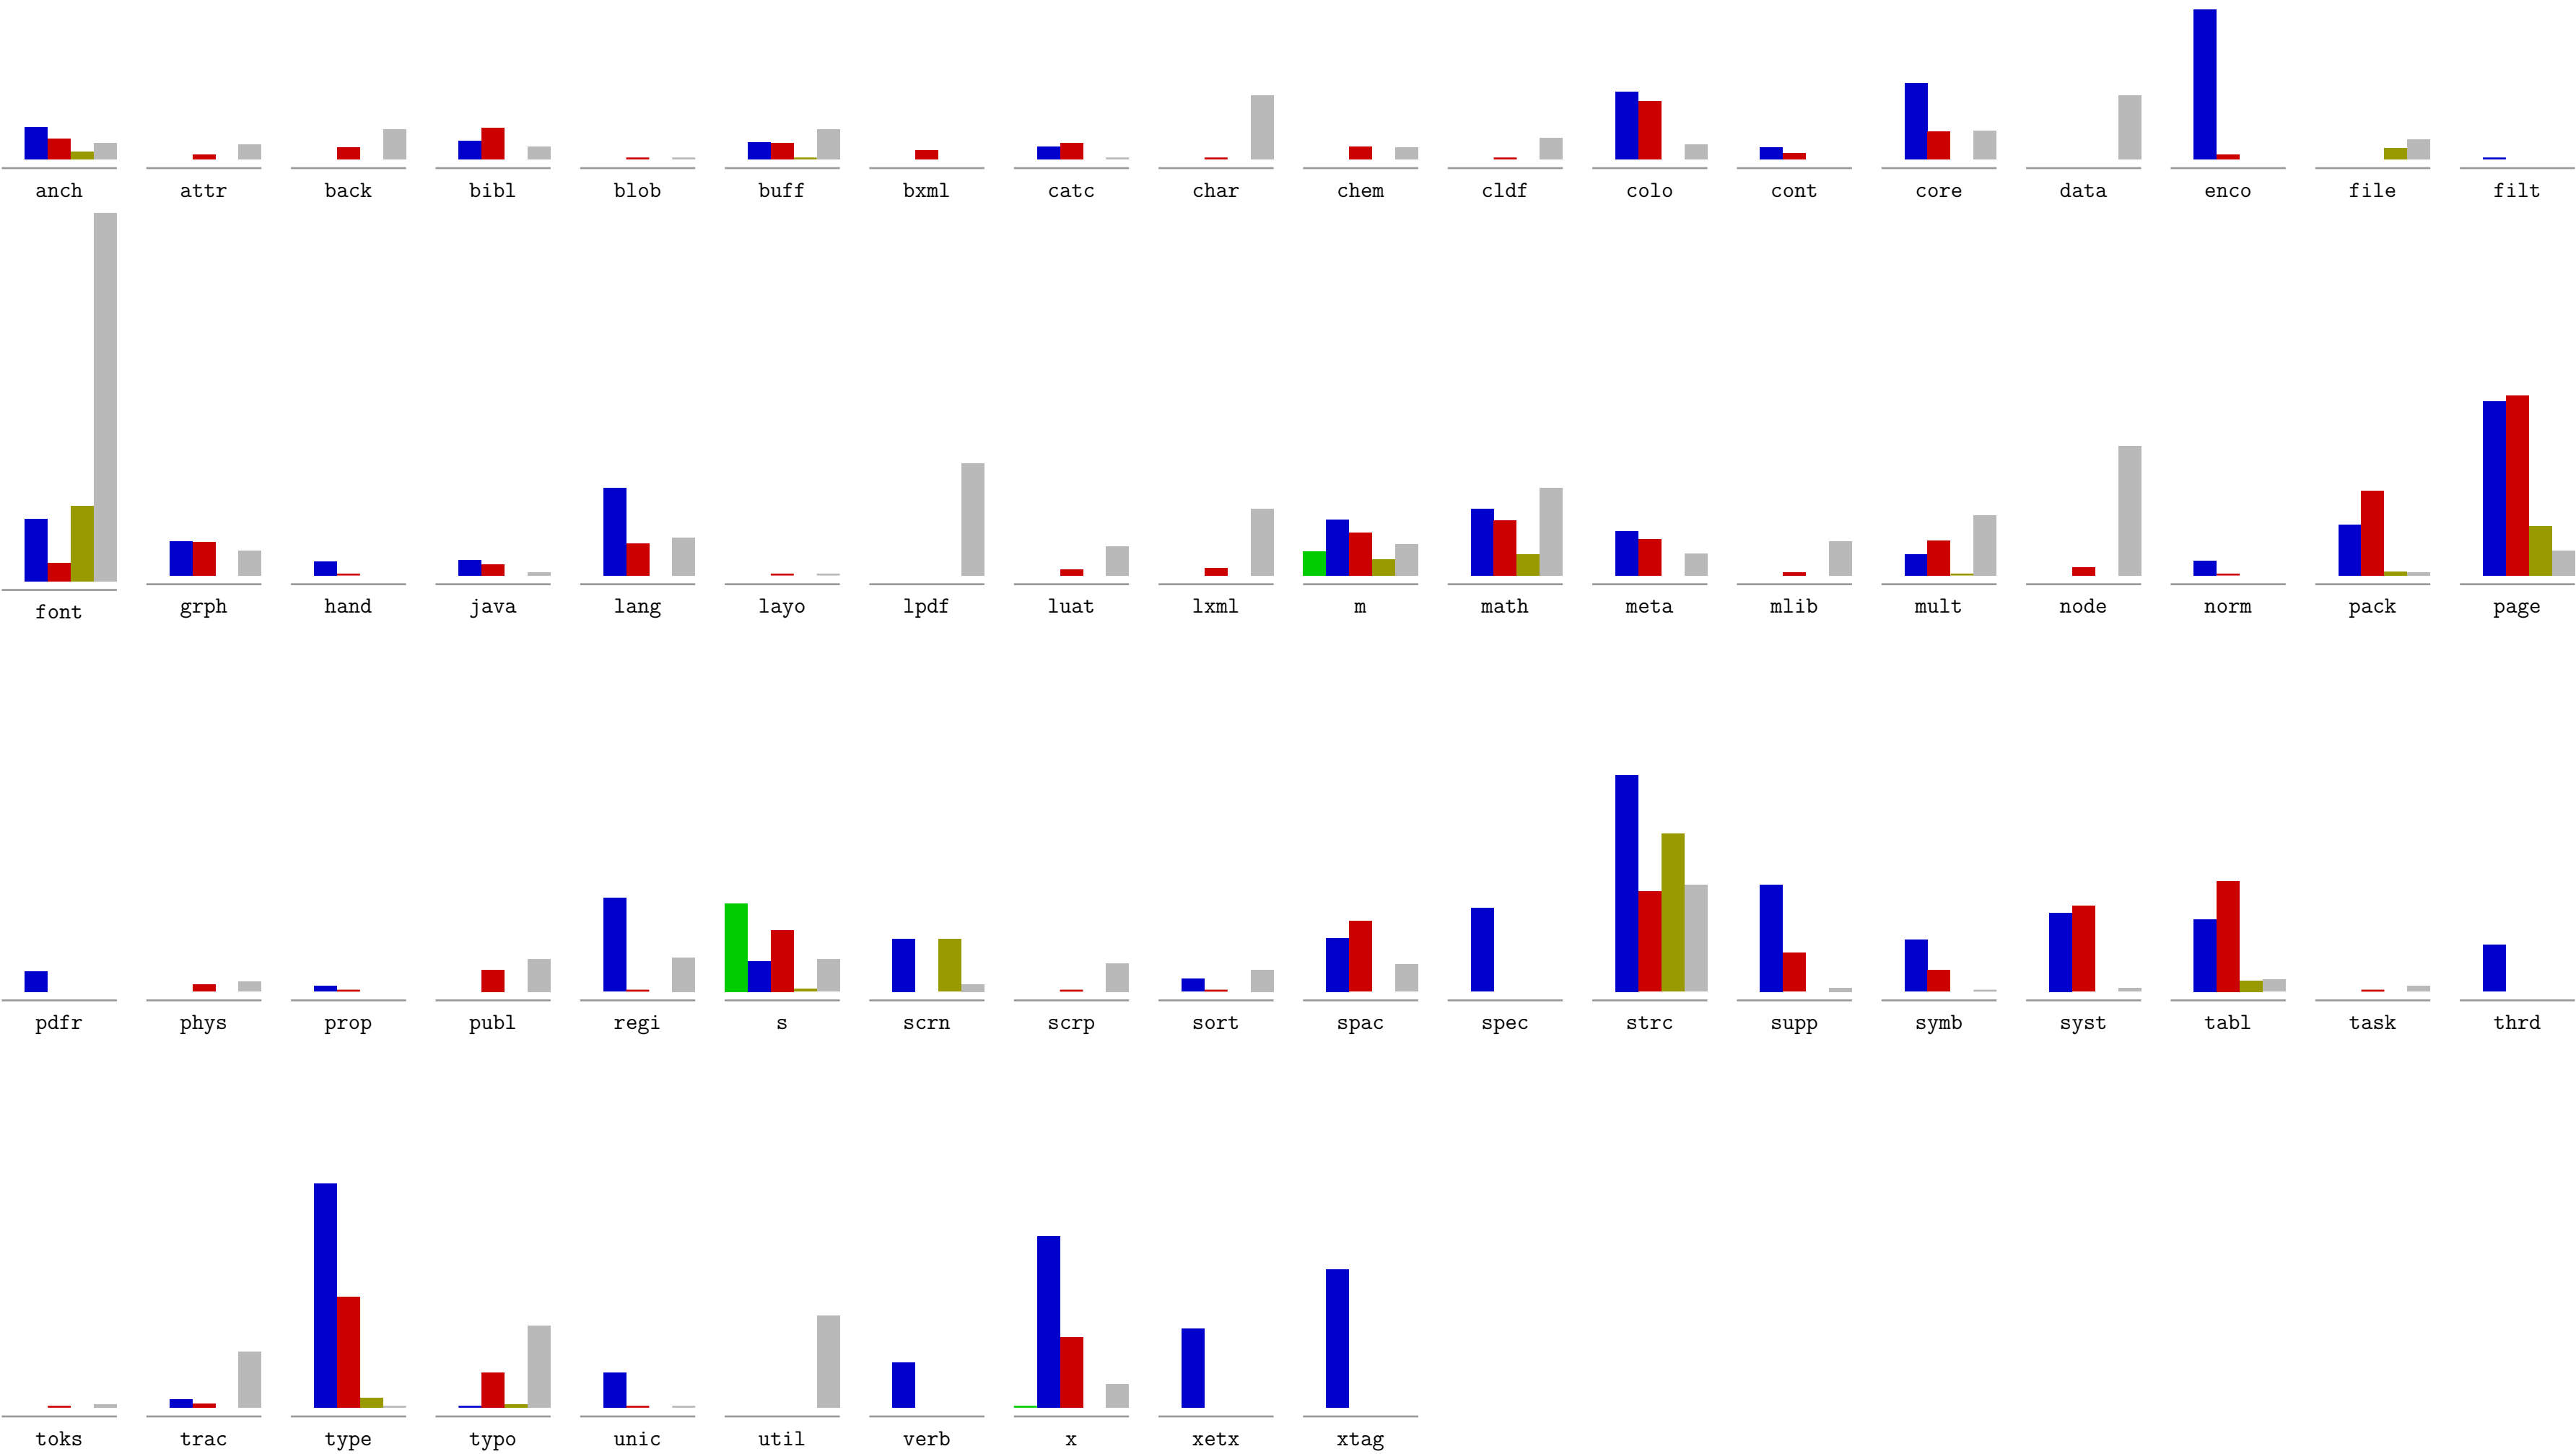 anch attr back bibl blob buff bxml catc char chem cldf colo cont core data enco file filt
font grph hand java lang layo lpdf luat lxml m math meta mlib mult node norm pack page
pdfr phys prop publ regi s scrn scrp sort spac spec strc supp symb syst tabl task thrd
toks trac type typo unic util verb x xetx xtag